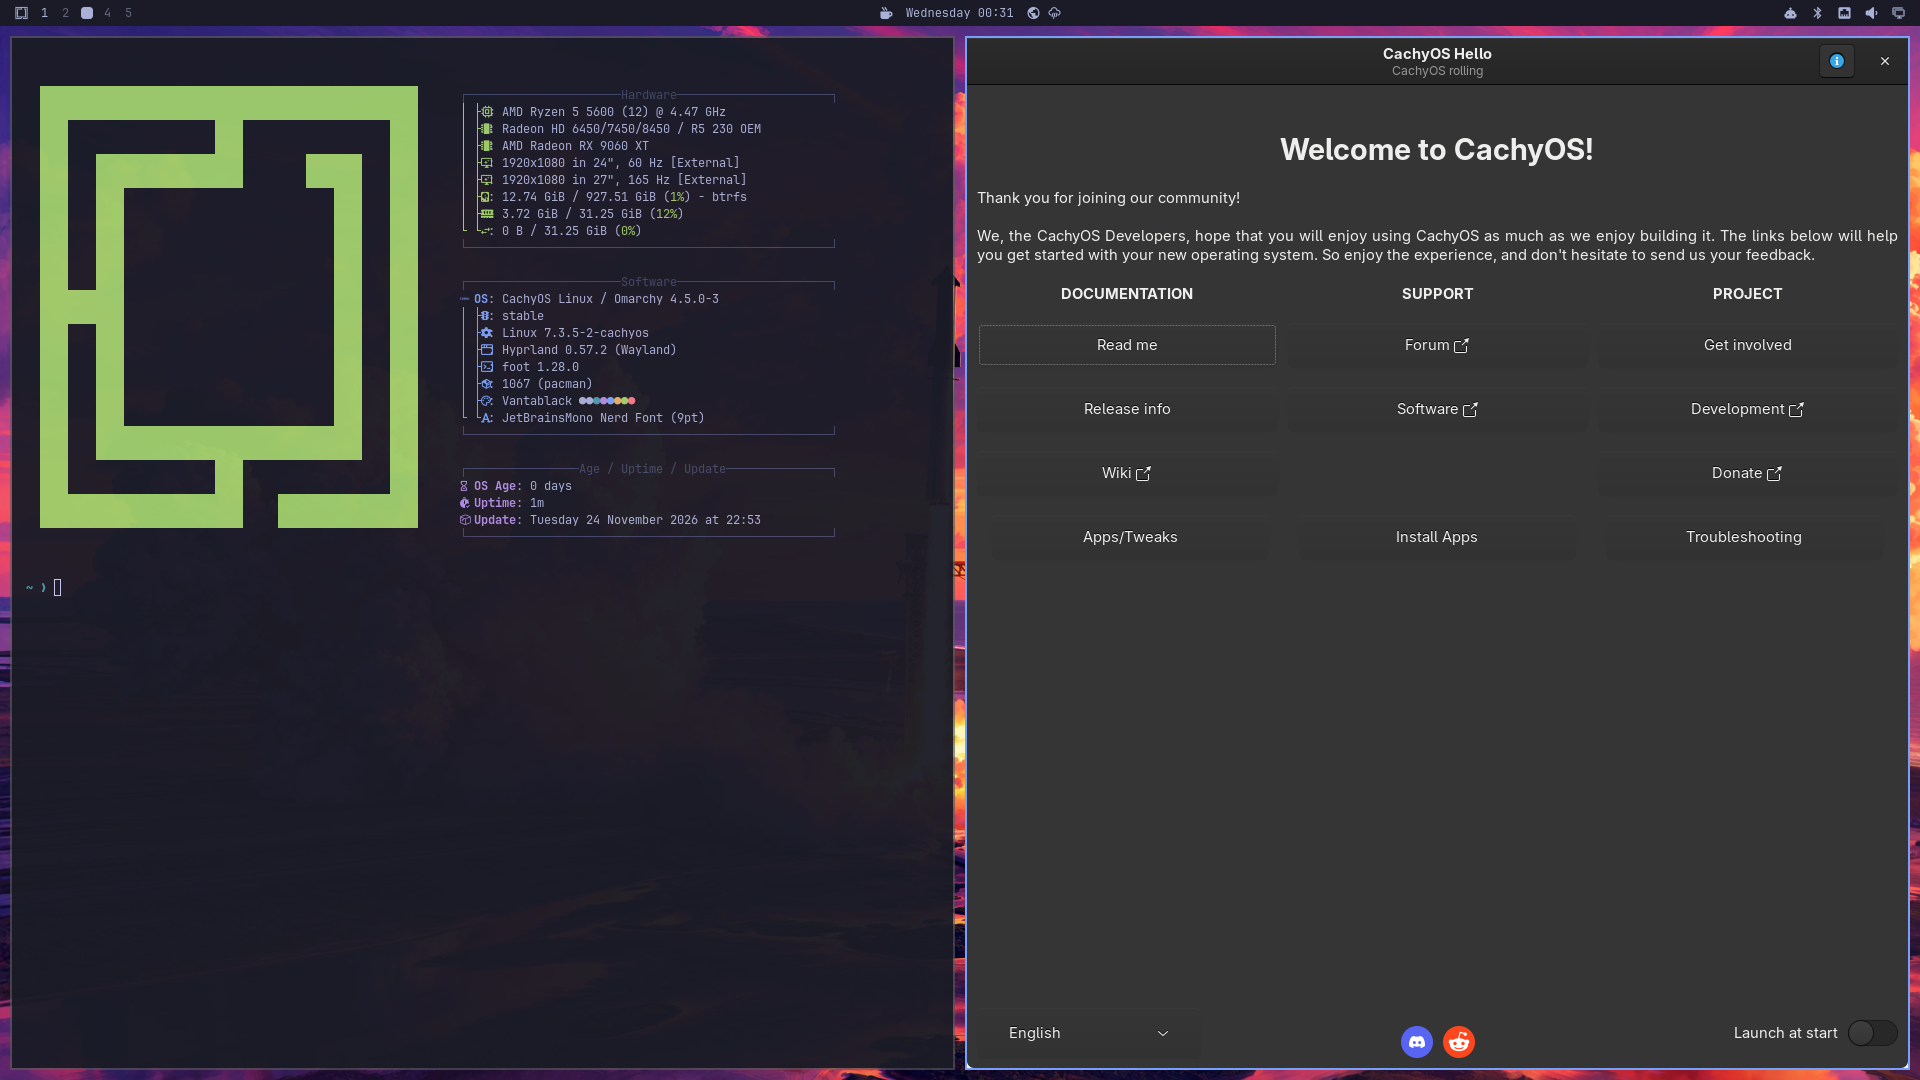 1 2 4 5
Wednesday 00:31
Hardware
AMD Ryzen 5 5600 (12) @ 4.47 GHz
Radeon HD 6450/7450/8450 / R5 230 OEM
AMD Radeon RX 9060 XT
1920x1080 in 24", 60 Hz [External]
1920x1080 in 27", 165 Hz [External]
: 12.74 GiB / 927.51 GiB (1%) - btrfs
3.72 GiB / 31.25 GiB (12%)
: 0 B / 31.25 GiB (0%)
Software
OS: CachyOS Linux / Omarchy 4.5.0-3
: stable
Linux 7.3.5-2-cachyos
Hyprland 0.57.2 (Wayland)
foot 1.28.0
: 1067 (pacman)
: Vantablack
: JetBrainsMono Nerd Font (9pt)
Age / Uptime / Update
OS Age: 0 days
Uptime: 1m
Update: Tuesday 24 November 2026 at 22:53
~ ❯
CachyOS Hello
CachyOS rolling
Welcome to CachyOS!
Thank you for joining our community!
We, the CachyOS Developers, hope that you will enjoy using CachyOS as much as we enjoy building it. The links below will help
you get started with your new operating system. So enjoy the experience, and don't hesitate to send us your feedback.
DOCUMENTATION SUPPORT PROJECT
Read me Forum Get involved
Release info Software Development
Wiki Donate
Apps/Tweaks Install Apps Troubleshooting
English Launch at start